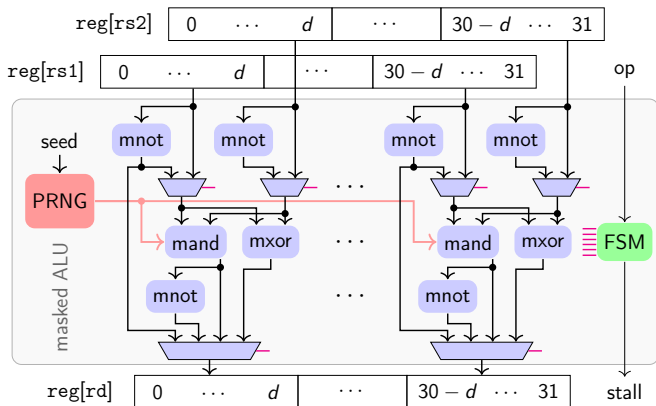 reg[rs2] 0 ··· d ··· 30 − d ··· 31
reg[rs1] 0 ··· d ··· 30 − d ··· 31 op
mnot mnot mnot mnot
seed
PRNG
···
mand mxor ··· mand mxor FSM
mnot ··· mnot
masked ALU
reg[rd] 0 ··· d ··· 30 − d ··· 31 stall